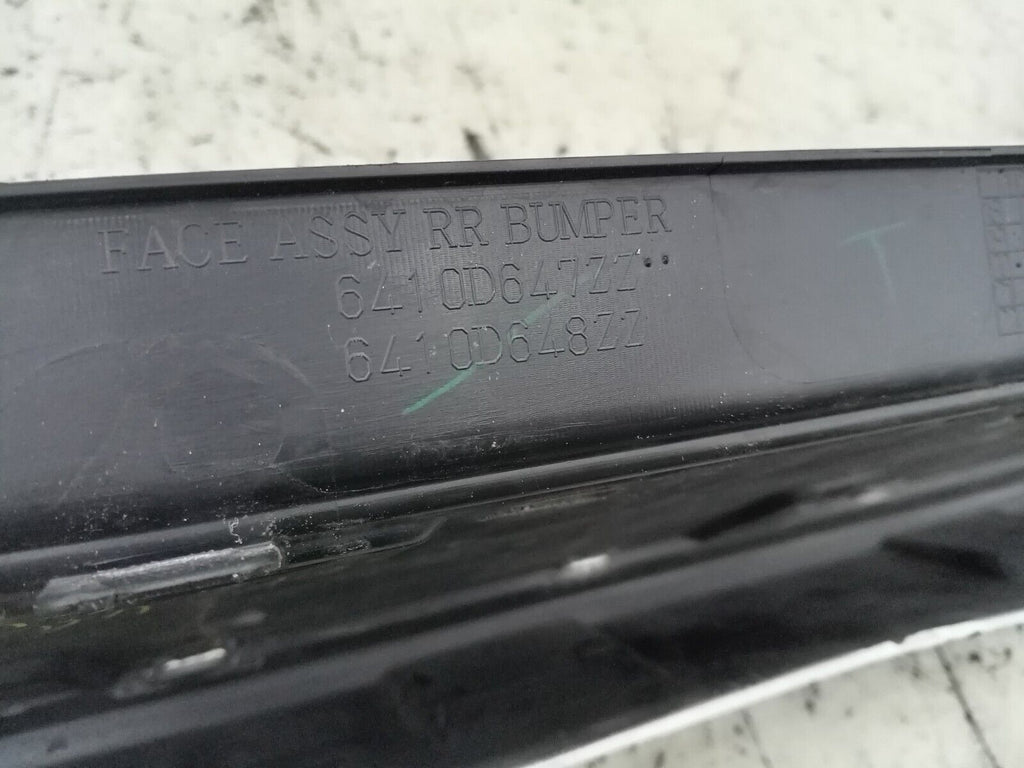 FACE ASSY RR BUMPER
6410D647ZZ
6410D648ZZ